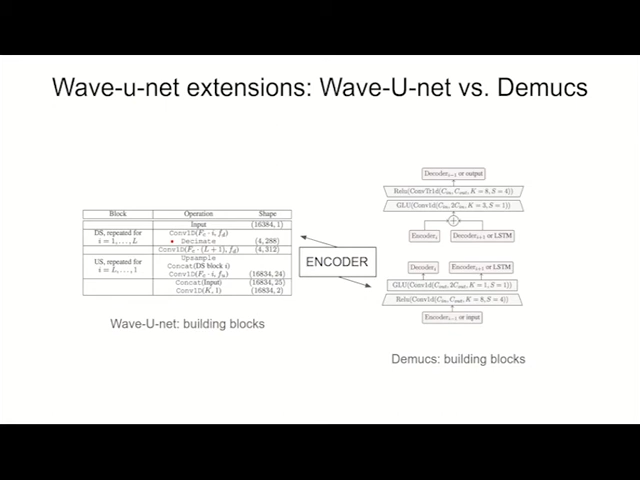 Wave-u-net extensions: Wave-U-net vs. Demucs
Block Operation Shape
Input (16384, 1)
DS, repeated for Conv1D(F_c · i, f_d)
i = 1, . . . , L Decimate (4, 288)
Conv1D(F_c · (L + 1), f_d) (4, 312)
US, repeated for Upsample
i = L, . . . , 1 Concat(DS block i)
Conv1D(F_c · i, f_u) (16834, 24)
Concat(Input) (16834, 25)
Conv1D(K, 1) (16834, 2)
Wave-U-net: building blocks
ENCODER
Decoder_{i-1} or output
Relu(ConvTr1d(C_in, C_out, K = 8, S = 4))
GLU(Conv1d(C_in, 2C_in, K = 3, S = 1))
Encoder_i Decoder_{i+1} or LSTM
Decoder_i Encoder_{i+1} or LSTM
GLU(Conv1d(C_out, 2C_out, K = 1, S = 1))
Relu(Conv1d(C_in, C_out, K = 8, S = 4))
Encoder_{i-1} or input
Demucs: building blocks